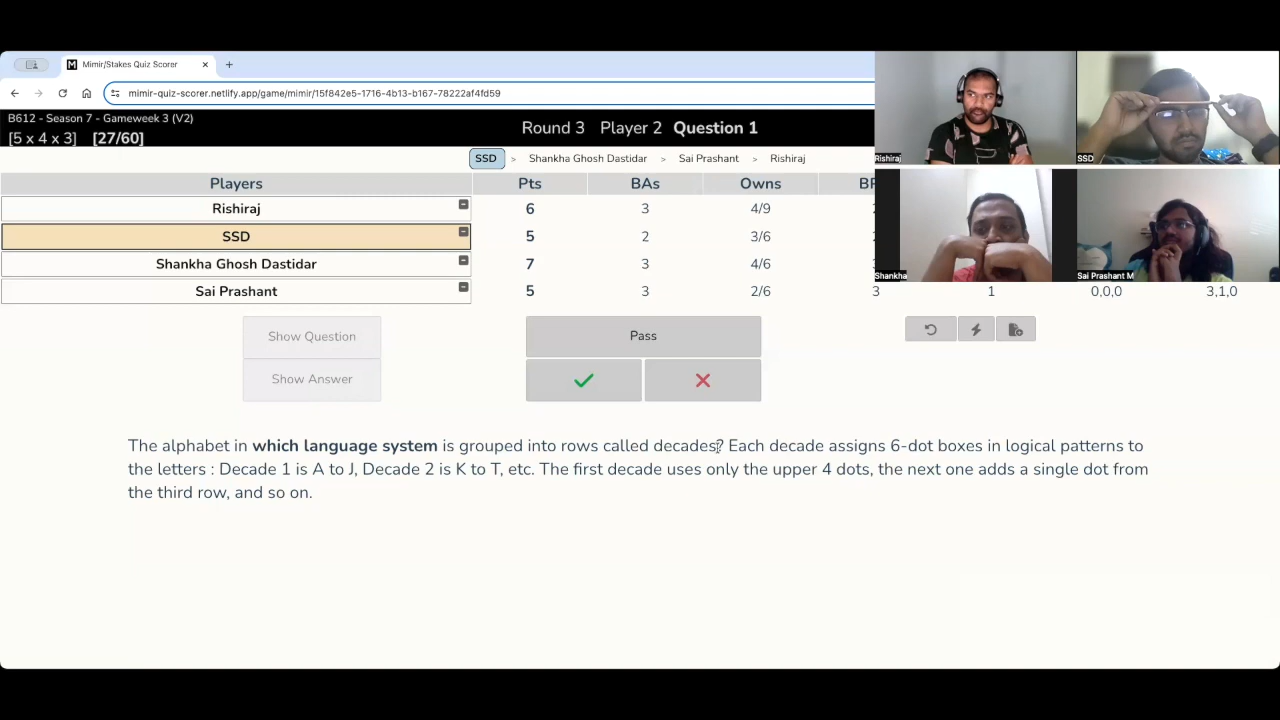 Mimir/Stakes Quiz Scorer
mimir-quiz-scorer.netlify.app/game/mimir/15f842e5-1716-4b13-b167-78222af4fd59
B612 - Season 7 - Gameweek 3 (V2)
[5 x 4 x 3] [27/60]
Round 3 Player 2 Question 1
SSD > Shankha Ghosh Dastidar > Sai Prashant > Rishiraj
Players Pts BAs Owns
Rishiraj 6 3 4/9
SSD 5 2 3/6
Shankha Ghosh Dastidar 7 3 4/6
Sai Prashant 5 3 2/6 3 1 0,0,0 3,1,0
Rishiraj
SSD
Shankha
Sai Prashant M
Show Question
Pass
Show Answer
The alphabet in which language system is grouped into rows called decades? Each decade assigns 6-dot boxes in logical patterns to
the letters : Decade 1 is A to J, Decade 2 is K to T, etc. The first decade uses only the upper 4 dots, the next one adds a single dot from
the third row, and so on.